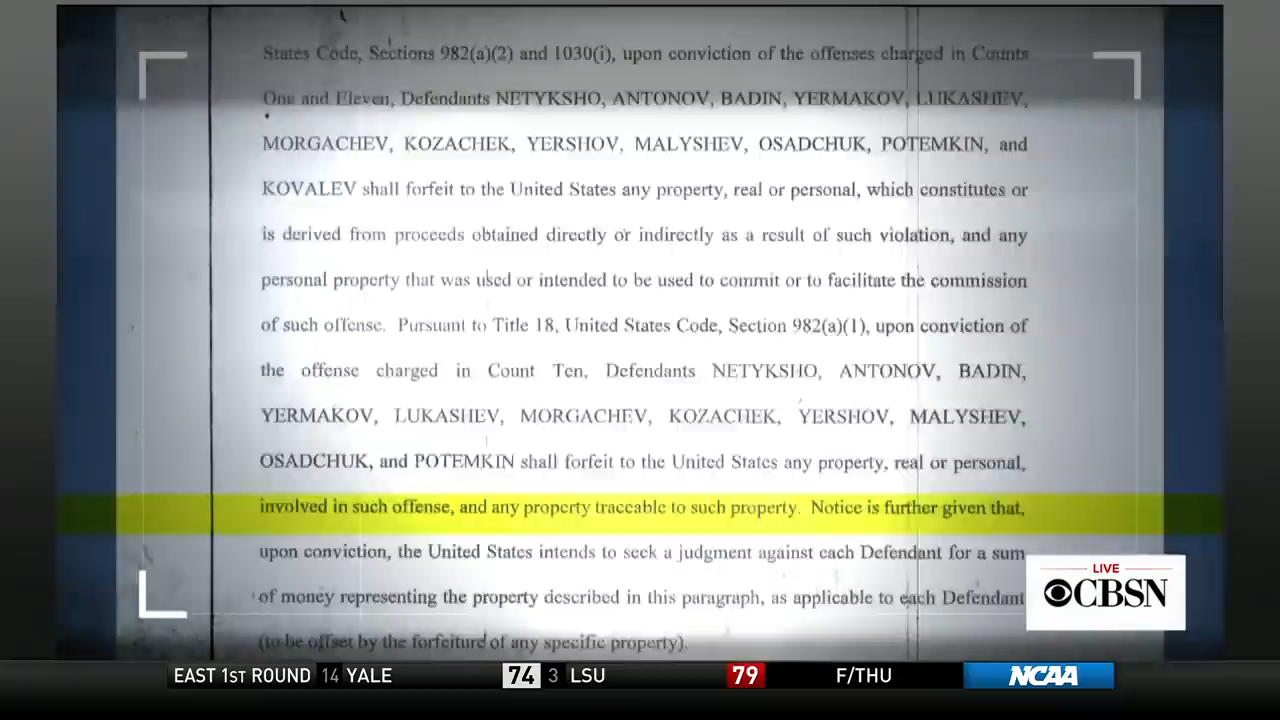 States Code, Sections 982(a)(2) and 1030(i), upon conviction of the offenses charged in Counts
One and Eleven, Defendants NETYKSHO, ANTONOV, BADIN, YERMAKOV, LUKASHEV,
MORGACHEV, KOZACHEK, YERSHOV, MALYSHEV, OSADCHUK, POTEMKIN, and
KOVALEV shall forfeit to the United States any property, real or personal, which constitutes or
is derived from proceeds obtained directly or indirectly as a result of such violation, and any
personal property that was used or intended to be used to commit or to facilitate the commission
of such offense. Pursuant to Title 18, United States Code, Section 982(a)(1), upon conviction of
the offense charged in Count Ten, Defendants NETYKSHO, ANTONOV, BADIN,
YERMAKOV, LUKASHEV, MORGACHEV, KOZACHEK, YERSHOV, MALYSHEV,
OSADCHUK, and POTEMKIN shall forfeit to the United States any property, real or personal,
involved in such offense, and any property traceable to such property. Notice is further given that,
upon conviction, the United States intends to seek a judgment against each Defendant for a sum
of money representing the property described in this paragraph, as applicable to each Defendant
(to be offset by the forfeiture of any specific property).
LIVE
CBSN
EAST 1ST ROUND 14 YALE 74 3 LSU 79 F/THU NCAA